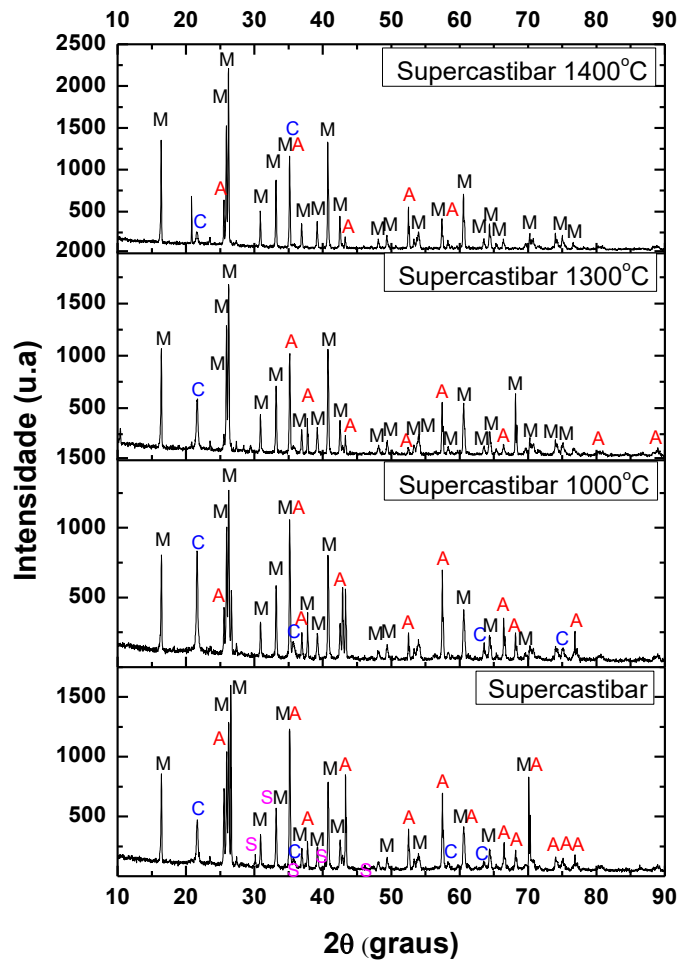 10 20 30 40 50 60 70 80 90
2500
2000
1500
1000
500
2000
Supercastibar 1400°C
M M M A C M M C M A M M M M A M M A M A M M M M M M M
1500
1000
500
1500
Supercastibar 1300°C
M C M M M M M A M A M M M A M M A M A M M M M A M M A A
1000
500
Supercastibar 1000°C
M C A M M M M M A C A M M M A M M A A M C M A A M C A
1500
1000
500
Supercastibar
M C A M M S S M M M A C S M A M S M M A S M A M A C M A C M A A M A A A A
10 20 30 40 50 60 70 80 90
Intensidade (u.a)
2θ (graus)